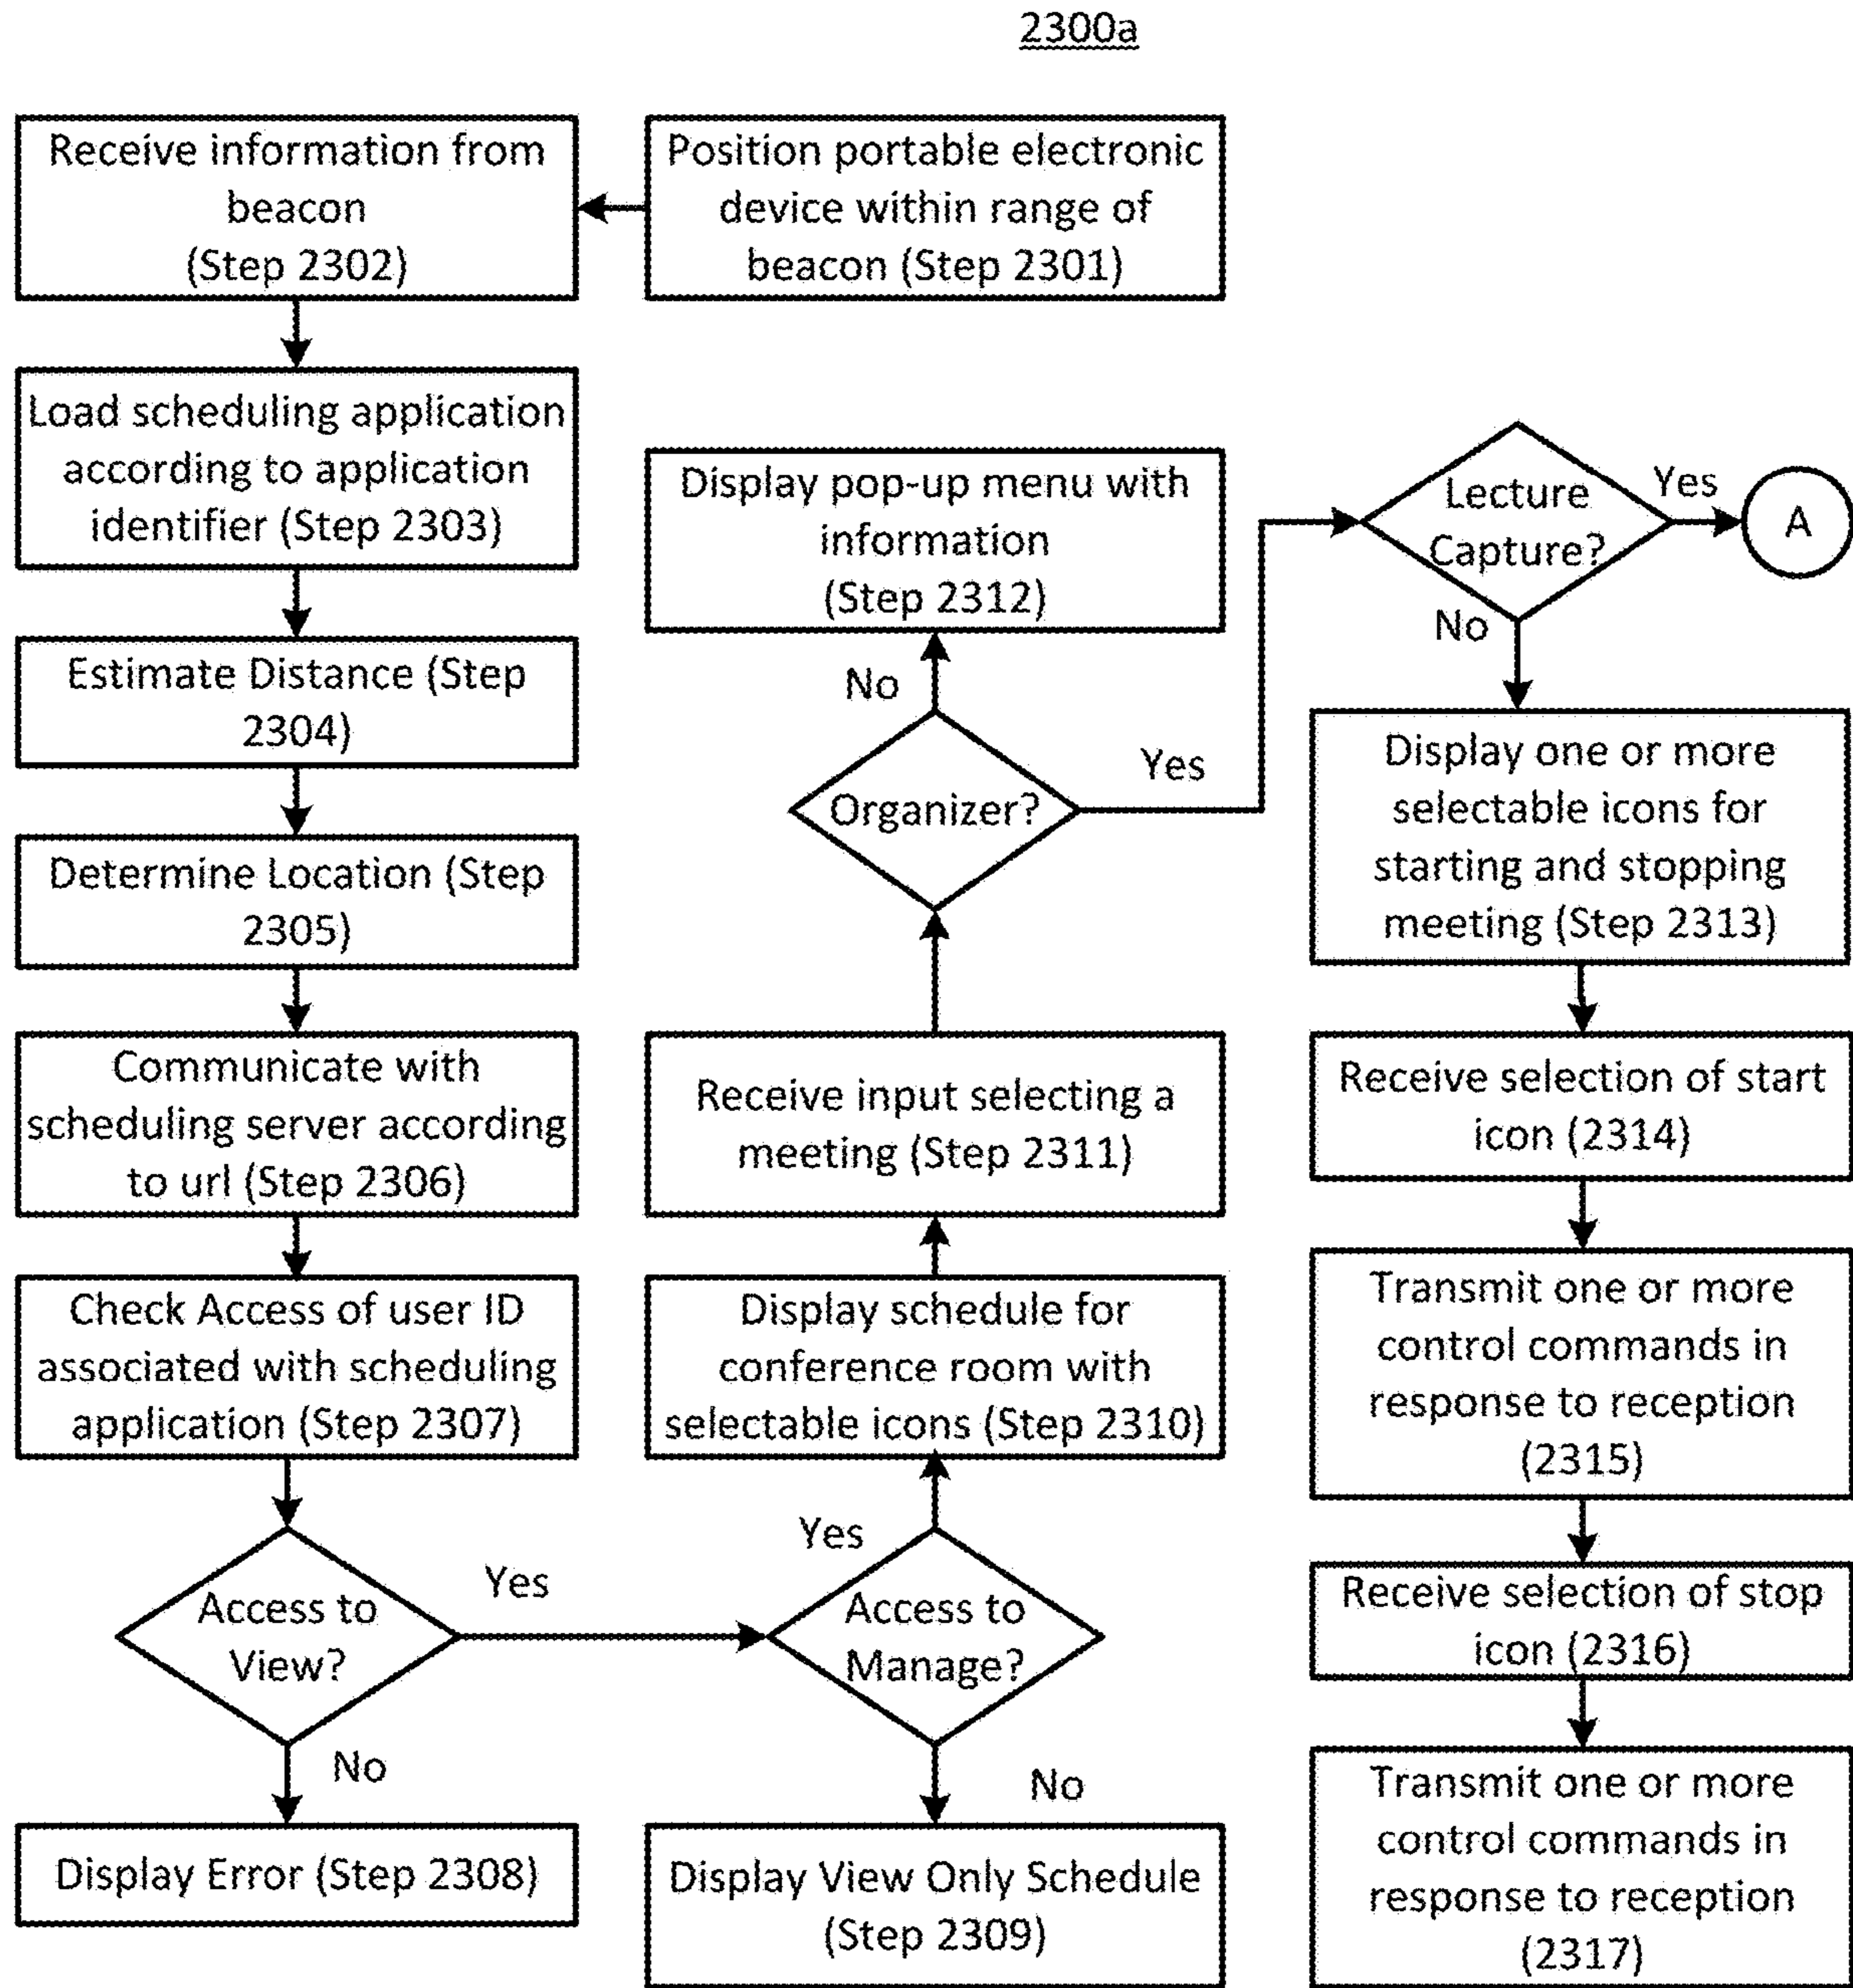 2300a
Position portable electronic
device within range of
beacon (Step 2301)
Receive information from
beacon
(Step 2302)
Load scheduling application
according to application
identifier (Step 2303)
Estimate Distance (Step
2304)
Determine Location (Step
2305)
Communicate with
scheduling server according
to url (Step 2306)
Check Access of user ID
associated with scheduling
application (Step 2307)
Access to
View?
No
Display Error (Step 2308)
Yes
Access to
Manage?
No
Display View Only Schedule
(Step 2309)
Yes
Display schedule for
conference room with
selectable icons (Step 2310)
Receive input selecting a
meeting (Step 2311)
Organizer?
No
Display pop-up menu with
information
(Step 2312)
Yes
Lecture
Capture?
Yes
A
No
Display one or more
selectable icons for
starting and stopping
meeting (Step 2313)
Receive selection of start
icon (2314)
Transmit one or more
control commands in
response to reception
(2315)
Receive selection of stop
icon (2316)
Transmit one or more
control commands in
response to reception
(2317)